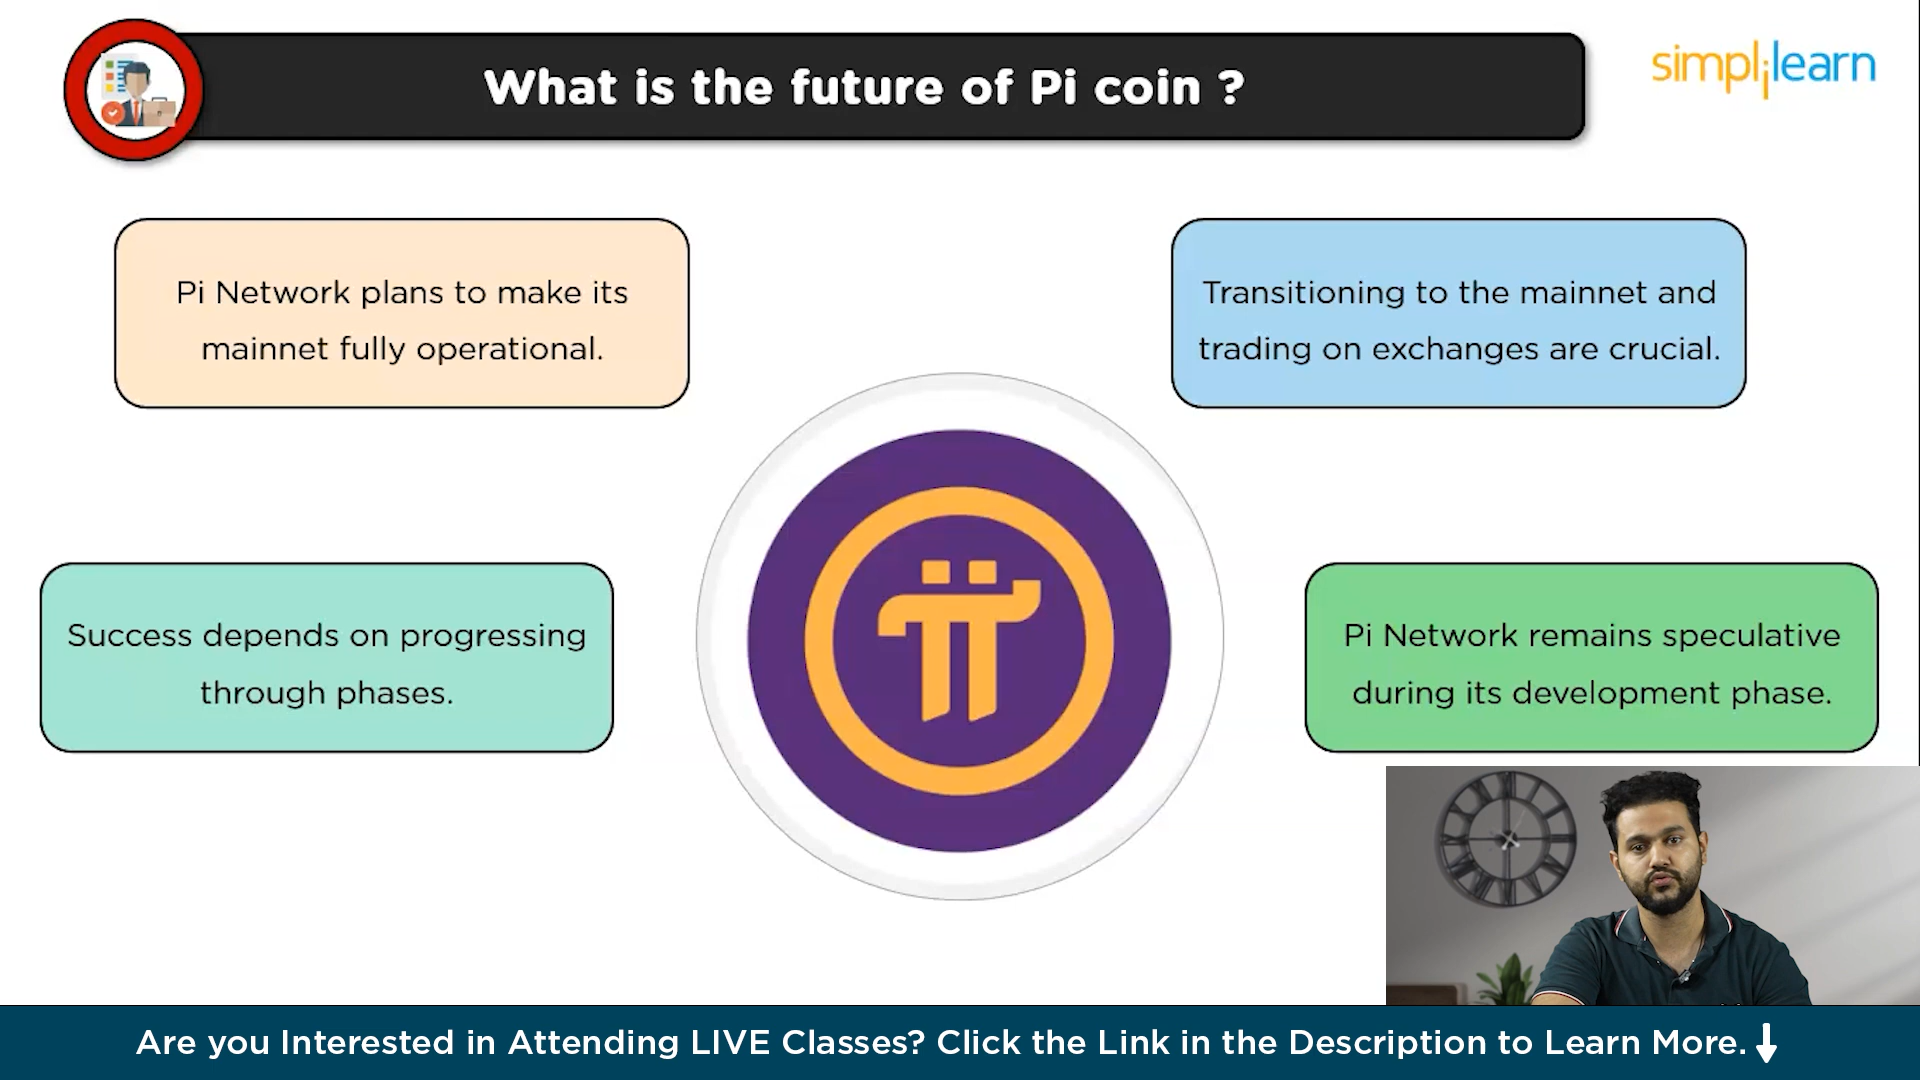 What is the future of Pi coin ?
simplilearn
Pi Network plans to make its
mainnet fully operational.
Transitioning to the mainnet and
trading on exchanges are crucial.
Success depends on progressing
through phases.
Pi Network remains speculative
during its development phase.
Are you Interested in Attending LIVE Classes? Click the Link in the Description to Learn More.